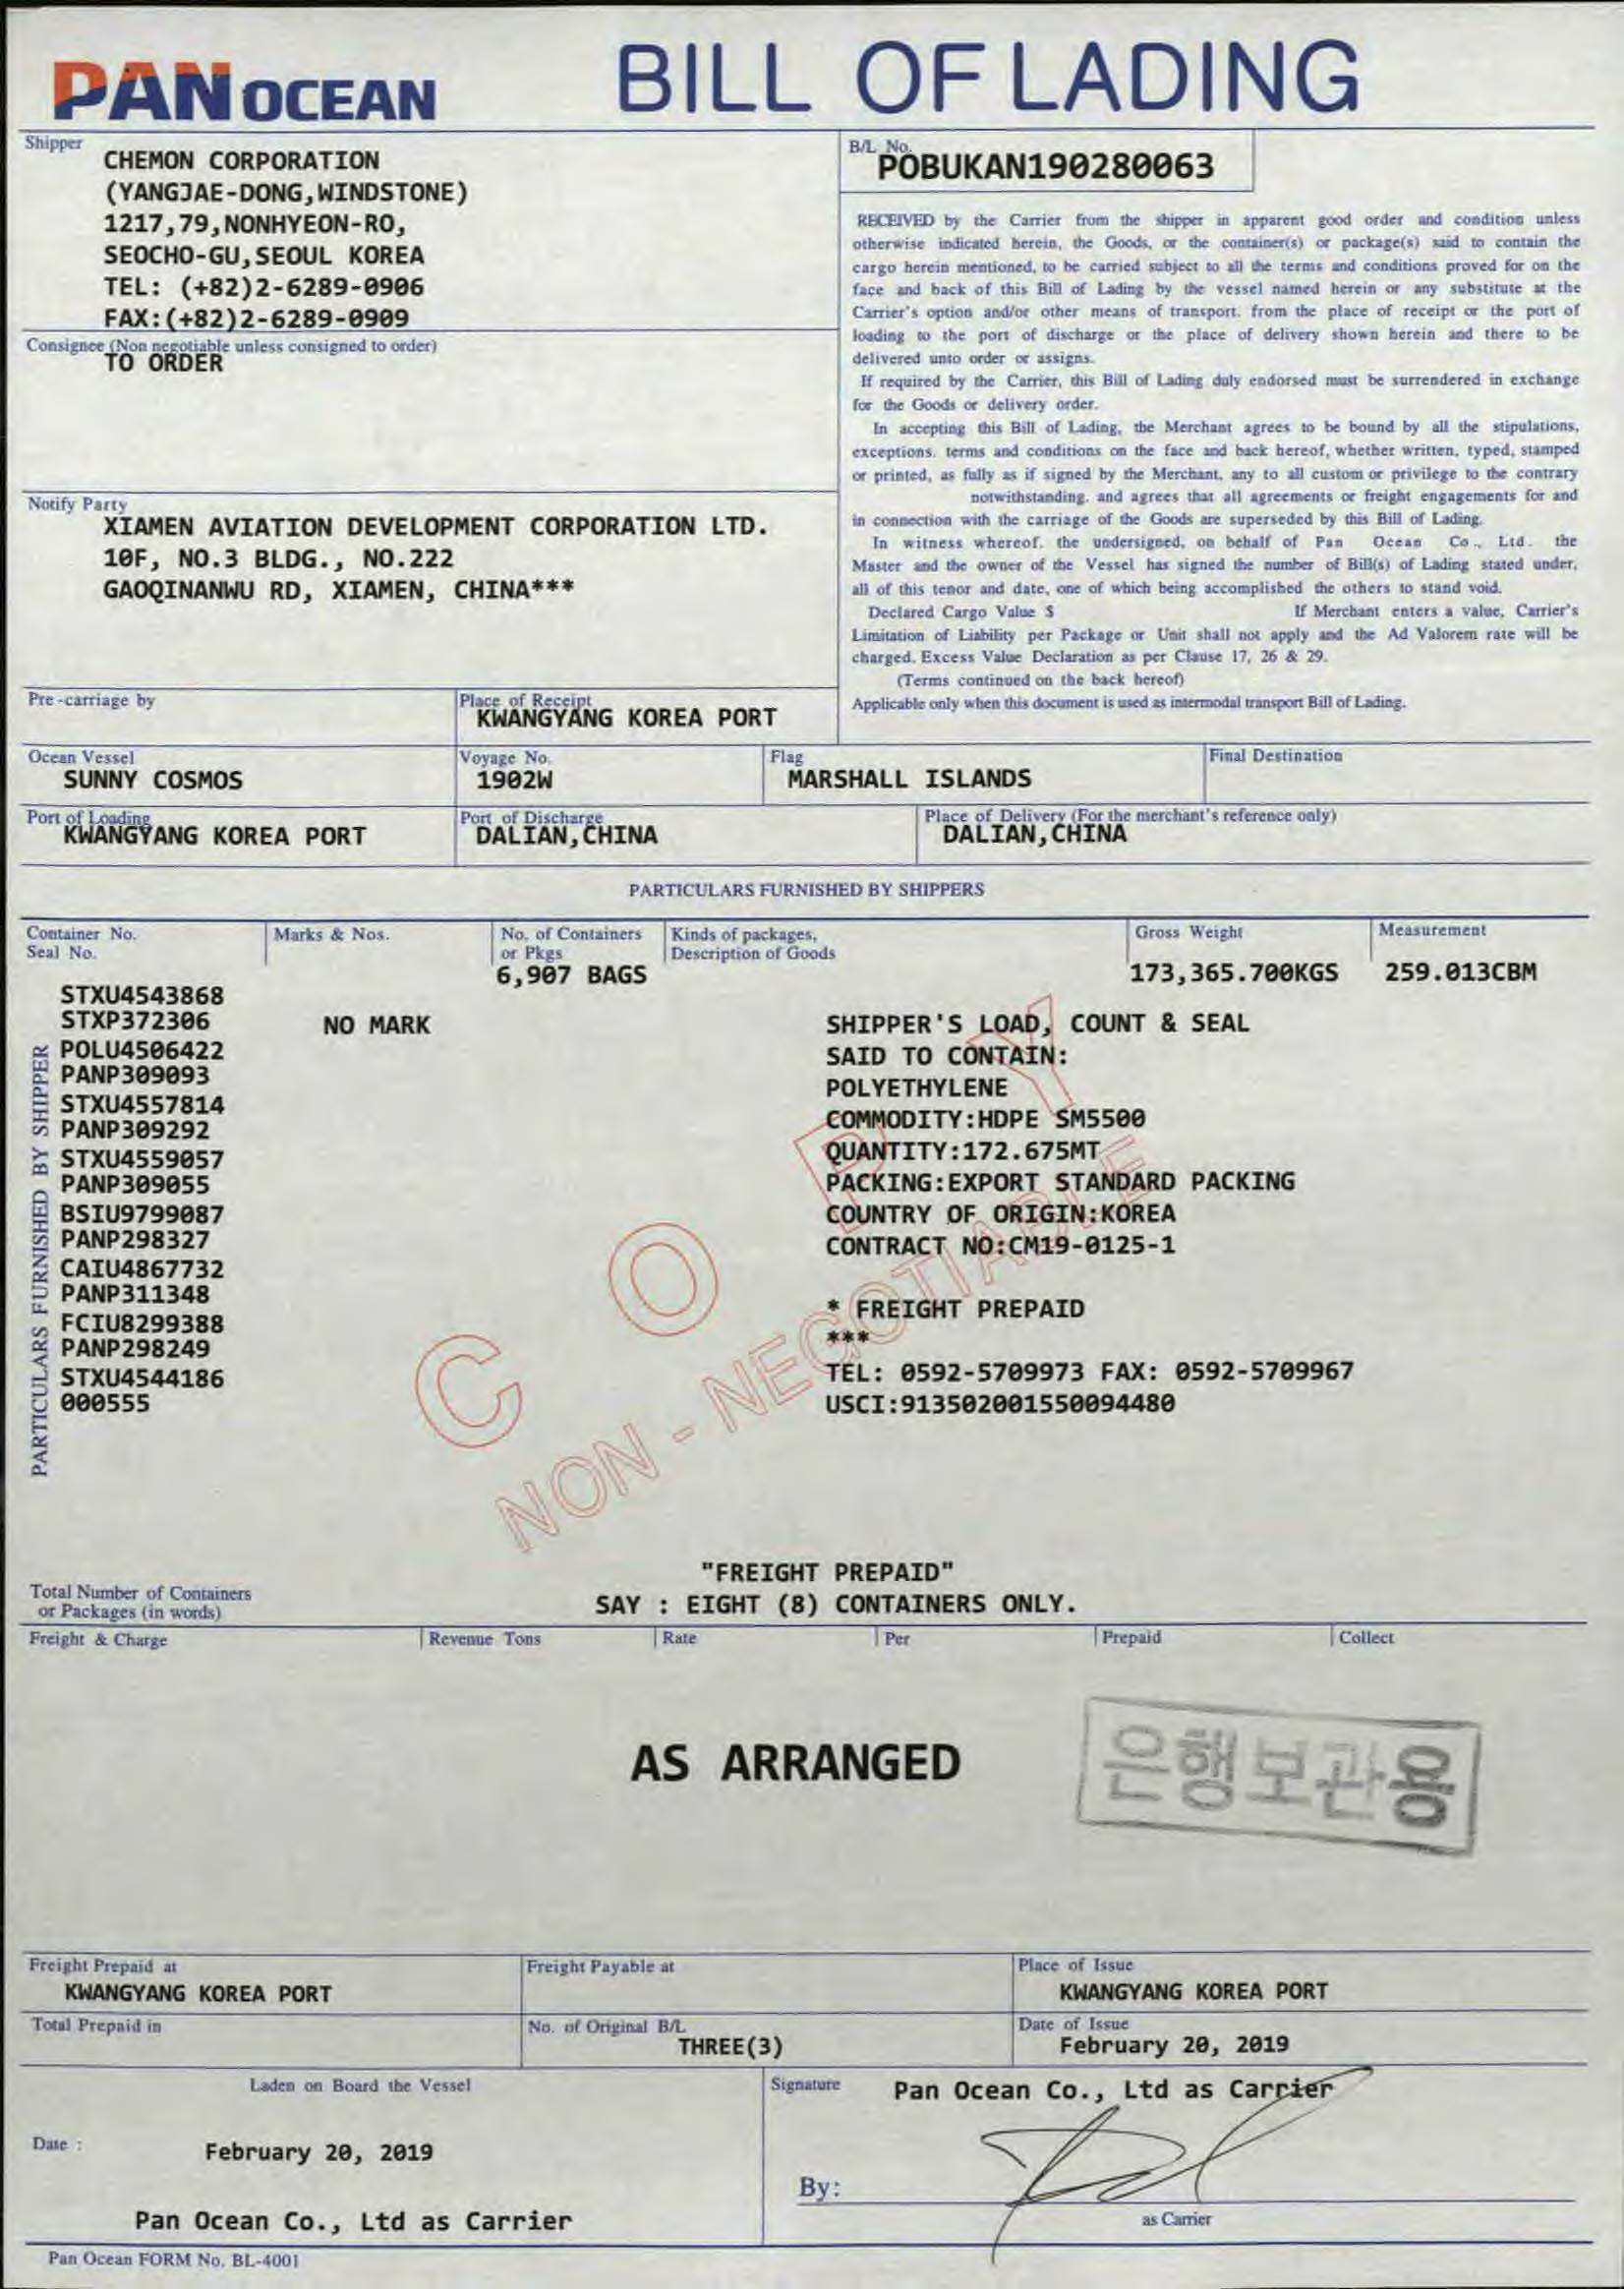 PAN OCEAN
BILL OF LADING
Shipper
CHEMON CORPORATION
(YANGJAE-DONG,WINDSTONE)
1217,79,NONHYEON-RO,
SEOCHO-GU,SEOUL KOREA
TEL: (+82)2-6289-0906
FAX:(+82)2-6289-0909
B/L No.
POBUKAN190280063
RECEIVED by the Carrier from the shipper in apparent good order and condition unless
otherwise indicated herein, the Goods, or the container(s) or package(s) said to contain the
cargo herein mentioned, to be carried subject to all the terms and conditions proved for on the
face and back of this Bill of Lading by the vessel named herein or any substitute at the
Carrier's option and/or other means of transport. from the place of receipt or the port of
loading to the port of discharge or the place of delivery shown herein and there to be
delivered unto order or assigns.
If required by the Carrier, this Bill of Lading duly endorsed must be surrendered in exchange
for the Goods or delivery order.
In accepting this Bill of Lading, the Merchant agrees to be bound by all the stipulations,
exceptions. terms and conditions on the face and back hereof, whether written, typed, stamped
or printed, as fully as if signed by the Merchant, any to all custom or privilege to the contrary
notwithstanding. and agrees that all agreements or freight engagements for and
in connection with the carriage of the Goods are superseded by this Bill of Lading.
In witness whereof. the undersigned, on behalf of Pan Ocean Co., Ltd. the
Master and the owner of the Vessel has signed the number of Bill(s) of Lading stated under,
all of this tenor and date, one of which being accomplished the others to stand void.
Declared Cargo Value $ If Merchant enters a value, Carrier's
Limitation of Liability per Package or Unit shall not apply and the Ad Valorem rate will be
charged. Excess Value Declaration as per Clause 17, 26 & 29.
(Terms continued on the back hereof)
Applicable only when this document is used as intermodal transport Bill of Lading.
Consignee (Non negotiable unless consigned to order)
TO ORDER
Notify Party
XIAMEN AVIATION DEVELOPMENT CORPORATION LTD.
10F, NO.3 BLDG., NO.222
GAOQINANWU RD, XIAMEN, CHINA***
Pre-carriage by
Place of Receipt
KWANGYANG KOREA PORT
Ocean Vessel
SUNNY COSMOS
Voyage No.
1902W
Flag
MARSHALL ISLANDS
Final Destination
Port of Loading
KWANGYANG KOREA PORT
Port of Discharge
DALIAN,CHINA
Place of Delivery (For the merchant's reference only)
DALIAN,CHINA
PARTICULARS FURNISHED BY SHIPPERS
Container No.
Seal No.
Marks & Nos.
No. of Containers
or Pkgs
Kinds of packages,
Description of Goods
Gross Weight
Measurement
6,907 BAGS
173,365.700KGS
259.013CBM
PARTICULARS FURNISHED BY SHIPPER
STXU4543868
STXP372306
POLU4506422
PANP309093
STXU4557814
PANP309292
STXU4559057
PANP309055
BSIU9799087
PANP298327
CAIU4867732
PANP311348
FCIU8299388
PANP298249
STXU4544186
000555
NO MARK
SHIPPER'S LOAD, COUNT & SEAL
SAID TO CONTAIN:
POLYETHYLENE
COMMODITY:HDPE SM5500
QUANTITY:172.675MT
PACKING:EXPORT STANDARD PACKING
COUNTRY OF ORIGIN:KOREA
CONTRACT NO:CM19-0125-1
* FREIGHT PREPAID
***
TEL: 0592-5709973 FAX: 0592-5709967
USCI:913502001550094480
COPY
NON-NEGOTIABLE
"FREIGHT PREPAID"
Total Number of Containers
or Packages (in words)
SAY : EIGHT (8) CONTAINERS ONLY.
Freight & Charge
Revenue Tons
Rate
Per
Prepaid
Collect
AS ARRANGED
은행보관용
Freight Prepaid at
KWANGYANG KOREA PORT
Freight Payable at
Place of Issue
KWANGYANG KOREA PORT
Total Prepaid in
No. of Original B/L
THREE(3)
Date of Issue
February 20, 2019
Laden on Board the Vessel
Date :
February 20, 2019
Pan Ocean Co., Ltd as Carrier
Signature
Pan Ocean Co., Ltd as Carrier
By:
as Carrier
Pan Ocean FORM No. BL-4001